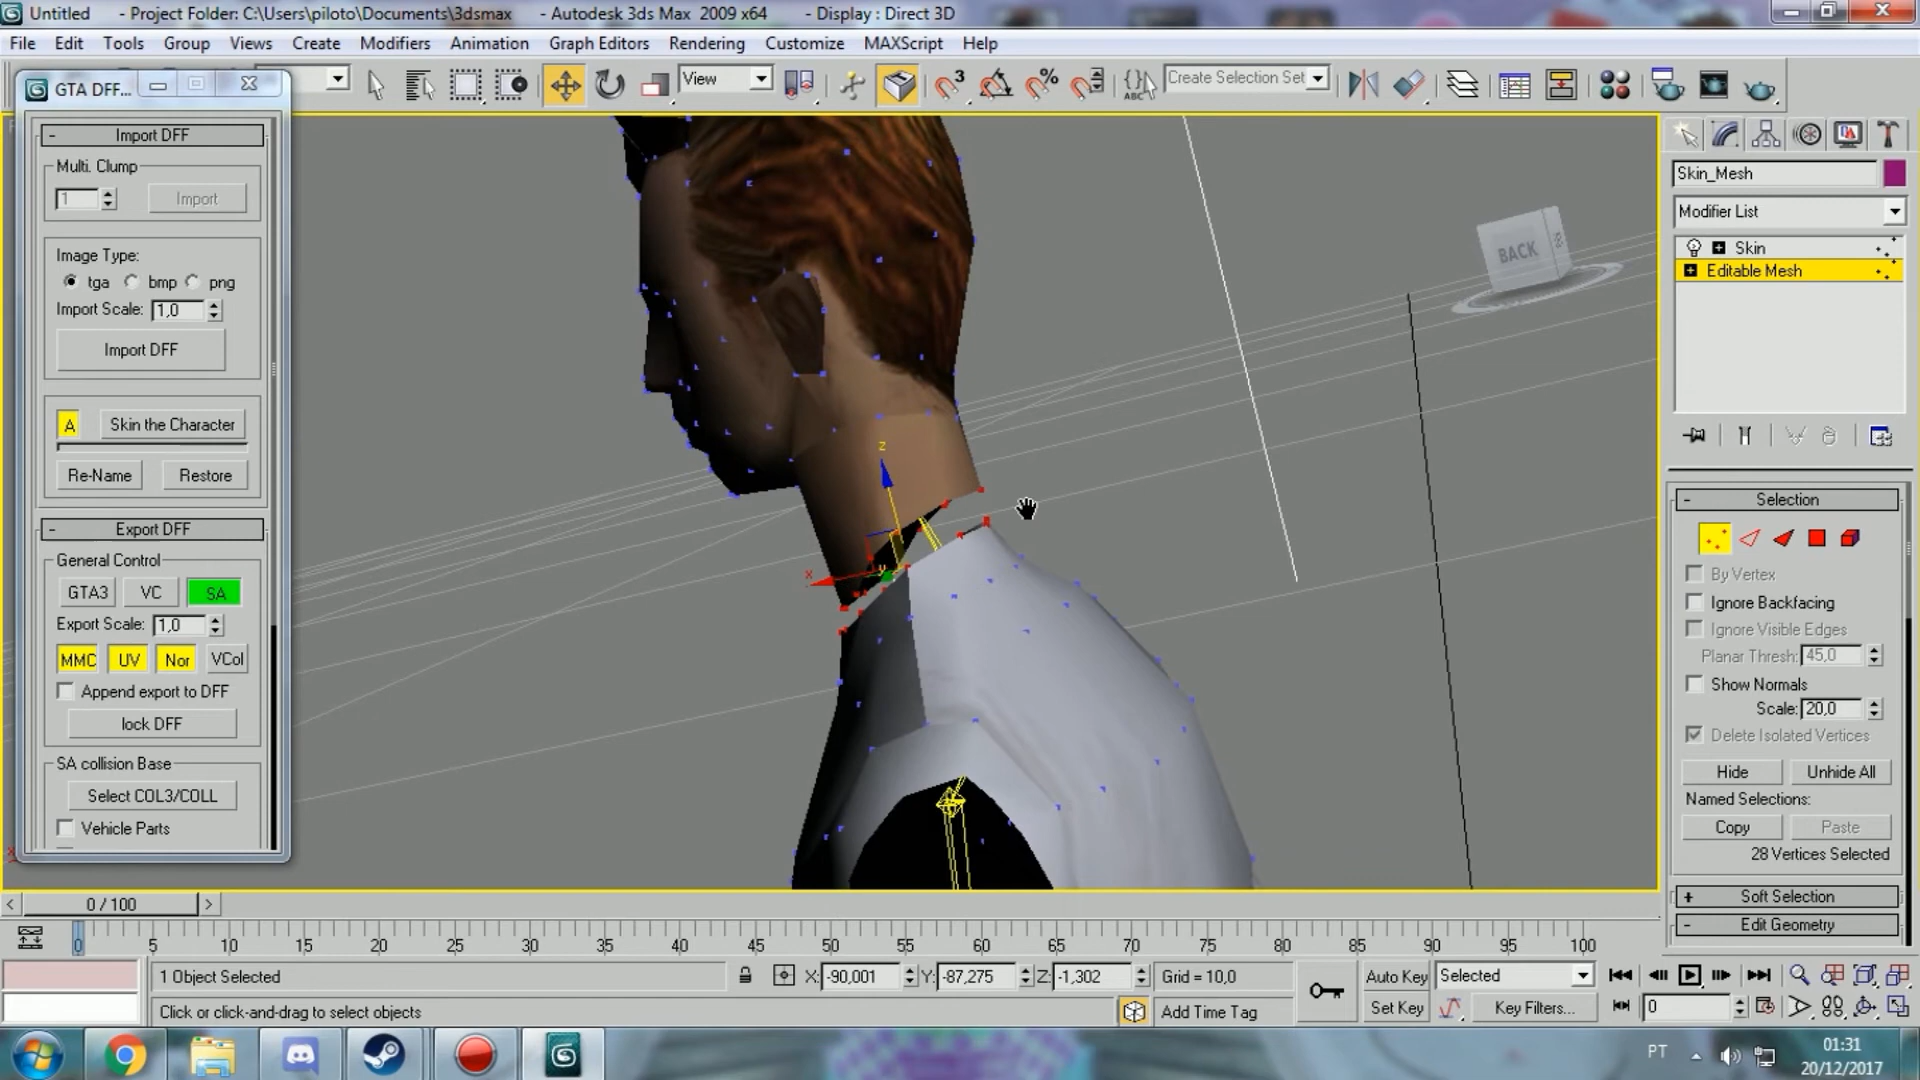 Untitled - Project Folder: C:\Users\piloto\Documents\3dsmax - Autodesk 3ds Max 2009 x64 - Display : Direct 3D
File Edit Tools Group Views Create Modifiers Animation Graph Editors Rendering Customize MAXScript Help
View
3
%
ABC
Create Selection Set
GTA DFF...
Import DFF
Multi. Clump
1 Import
Image Type:
tga bmp png
Import Scale: 1,0
Import DFF
A Skin the Character
Re-Name Restore
Export DFF
General Control
GTA3 VC SA
Export Scale: 1,0
MMC UV Nor VCol
Append export to DFF
lock DFF
SA collision Base
Select COL3/COLL
Vehicle Parts
z
x
y
BACK
Skin_Mesh
Modifier List
Skin
Editable Mesh
Selection
By Vertex
Ignore Backfacing
Ignore Visible Edges
Planar Thresh: 45,0
Show Normals
Scale: 20,0
Delete Isolated Vertices
Hide Unhide All
Named Selections:
Copy Paste
28 Vertices Selected
Soft Selection
Edit Geometry
0 / 100
0 5 10 15 20 25 30 35 40 45 50 55 60 65 70 75 80 85 90 95 100
1 Object Selected
X: -90,001 Y: -87,275 Z: -1,302 Grid = 10,0
Auto Key Selected
Click or click-and-drag to select objects
Add Time Tag
Set Key Key Filters... 0
PT
01:31
20/12/2017